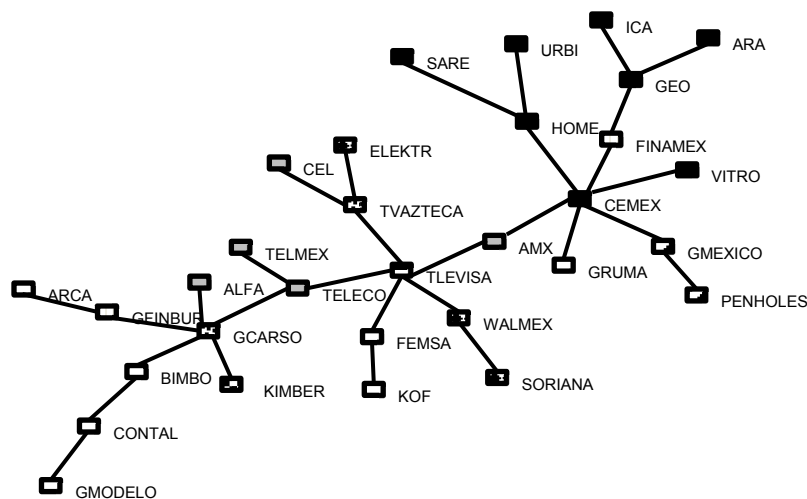 ICA
ARA
URBI
SARE
GEO
HOME
FINAMEX
ELEKTR
CEL
VITRO
CEMEX
TVAZTECA
AMX
GMEXICO
TELMEX
GRUMA
TLEVISA
ALFA
TELECO
ARCA
PENHOLES
GFINBUR
WALMEX
GCARSO
FEMSA
BIMBO
KIMBER
SORIANA
KOF
CONTAL
GMODELO